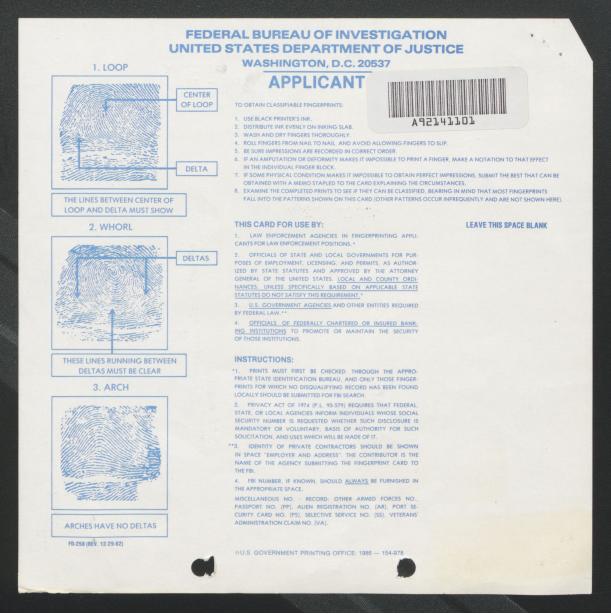 FEDERAL BUREAU OF INVESTIGATION
UNITED STATES DEPARTMENT OF JUSTICE
WASHINGTON, D.C. 20537
APPLICANT
A92141101
1. LOOP
CENTER
OF LOOP
DELTA
THE LINES BETWEEN CENTER OF
LOOP AND DELTA MUST SHOW
2. WHORL
DELTAS
THESE LINES RUNNING BETWEEN
DELTAS MUST BE CLEAR
3. ARCH
ARCHES HAVE NO DELTAS
FD-258 (REV. 12-29-82)
TO OBTAIN CLASSIFIABLE FINGERPRINTS:
1. USE BLACK PRINTER'S INK.
2. DISTRIBUTE INK EVENLY ON INKING SLAB.
3. WASH AND DRY FINGERS THOROUGHLY.
4. ROLL FINGERS FROM NAIL TO NAIL, AND AVOID ALLOWING FINGERS TO SLIP.
5. BE SURE IMPRESSIONS ARE RECORDED IN CORRECT ORDER.
6. IF AN AMPUTATION OR DEFORMITY MAKES IT IMPOSSIBLE TO PRINT A FINGER, MAKE A NOTATION TO THAT EFFECT
IN THE INDIVIDUAL FINGER BLOCK.
7. IF SOME PHYSICAL CONDITION MAKES IT IMPOSSIBLE TO OBTAIN PERFECT IMPRESSIONS, SUBMIT THE BEST THAT CAN BE
OBTAINED WITH A MEMO STAPLED TO THE CARD EXPLAINING THE CIRCUMSTANCES.
8. EXAMINE THE COMPLETED PRINTS TO SEE IF THEY CAN BE CLASSIFIED, BEARING IN MIND THAT MOST FINGERPRINTS
FALL INTO THE PATTERNS SHOWN ON THIS CARD (OTHER PATTERNS OCCUR INFREQUENTLY AND ARE NOT SHOWN HERE).
THIS CARD FOR USE BY:
1. LAW ENFORCEMENT AGENCIES IN FINGERPRINTING APPLI-
CANTS FOR LAW ENFORCEMENT POSITIONS.*
2. OFFICIALS OF STATE AND LOCAL GOVERNMENTS FOR PUR-
POSES OF EMPLOYMENT, LICENSING, AND PERMITS, AS AUTHOR-
IZED BY STATE STATUTES AND APPROVED BY THE ATTORNEY
GENERAL OF THE UNITED STATES. LOCAL AND COUNTY ORDI-
NANCES, UNLESS SPECIFICALLY BASED ON APPLICABLE STATE
STATUTES DO NOT SATISFY THIS REQUIREMENT.*
3. U.S. GOVERNMENT AGENCIES AND OTHER ENTITIES REQUIRED
BY FEDERAL LAW.**
4. OFFICIALS OF FEDERALLY CHARTERED OR INSURED BANK-
ING INSTITUTIONS TO PROMOTE OR MAINTAIN THE SECURITY
OF THOSE INSTITUTIONS.
LEAVE THIS SPACE BLANK
INSTRUCTIONS:
*1. PRINTS MUST FIRST BE CHECKED THROUGH THE APPRO-
PRIATE STATE IDENTIFICATION BUREAU, AND ONLY THOSE FINGER-
PRINTS FOR WHICH NO DISQUALIFYING RECORD HAS BEEN FOUND
LOCALLY SHOULD BE SUBMITTED FOR FBI SEARCH.
2. PRIVACY ACT OF 1974 (P.L. 93-579) REQUIRES THAT FEDERAL,
STATE, OR LOCAL AGENCIES INFORM INDIVIDUALS WHOSE SOCIAL
SECURITY NUMBER IS REQUESTED WHETHER SUCH DISCLOSURE IS
MANDATORY OR VOLUNTARY, BASIS OF AUTHORITY FOR SUCH
SOLICITATION, AND USES WHICH WILL BE MADE OF IT.
**3. IDENTITY OF PRIVATE CONTRACTORS SHOULD BE SHOWN
IN SPACE "EMPLOYER AND ADDRESS". THE CONTRIBUTOR IS THE
NAME OF THE AGENCY SUBMITTING THE FINGERPRINT CARD TO
THE FBI.
4. FBI NUMBER, IF KNOWN, SHOULD ALWAYS BE FURNISHED IN
THE APPROPRIATE SPACE.
MISCELLANEOUS NO. - RECORD: OTHER ARMED FORCES NO.,
PASSPORT NO. (PP), ALIEN REGISTRATION NO. (AR), PORT SE-
CURITY CARD NO. (PS), SELECTIVE SERVICE NO. (SS), VETERANS'
ADMINISTRATION CLAIM NO. (VA).
☆U.S. GOVERNMENT PRINTING OFFICE: 1986 — 154-978